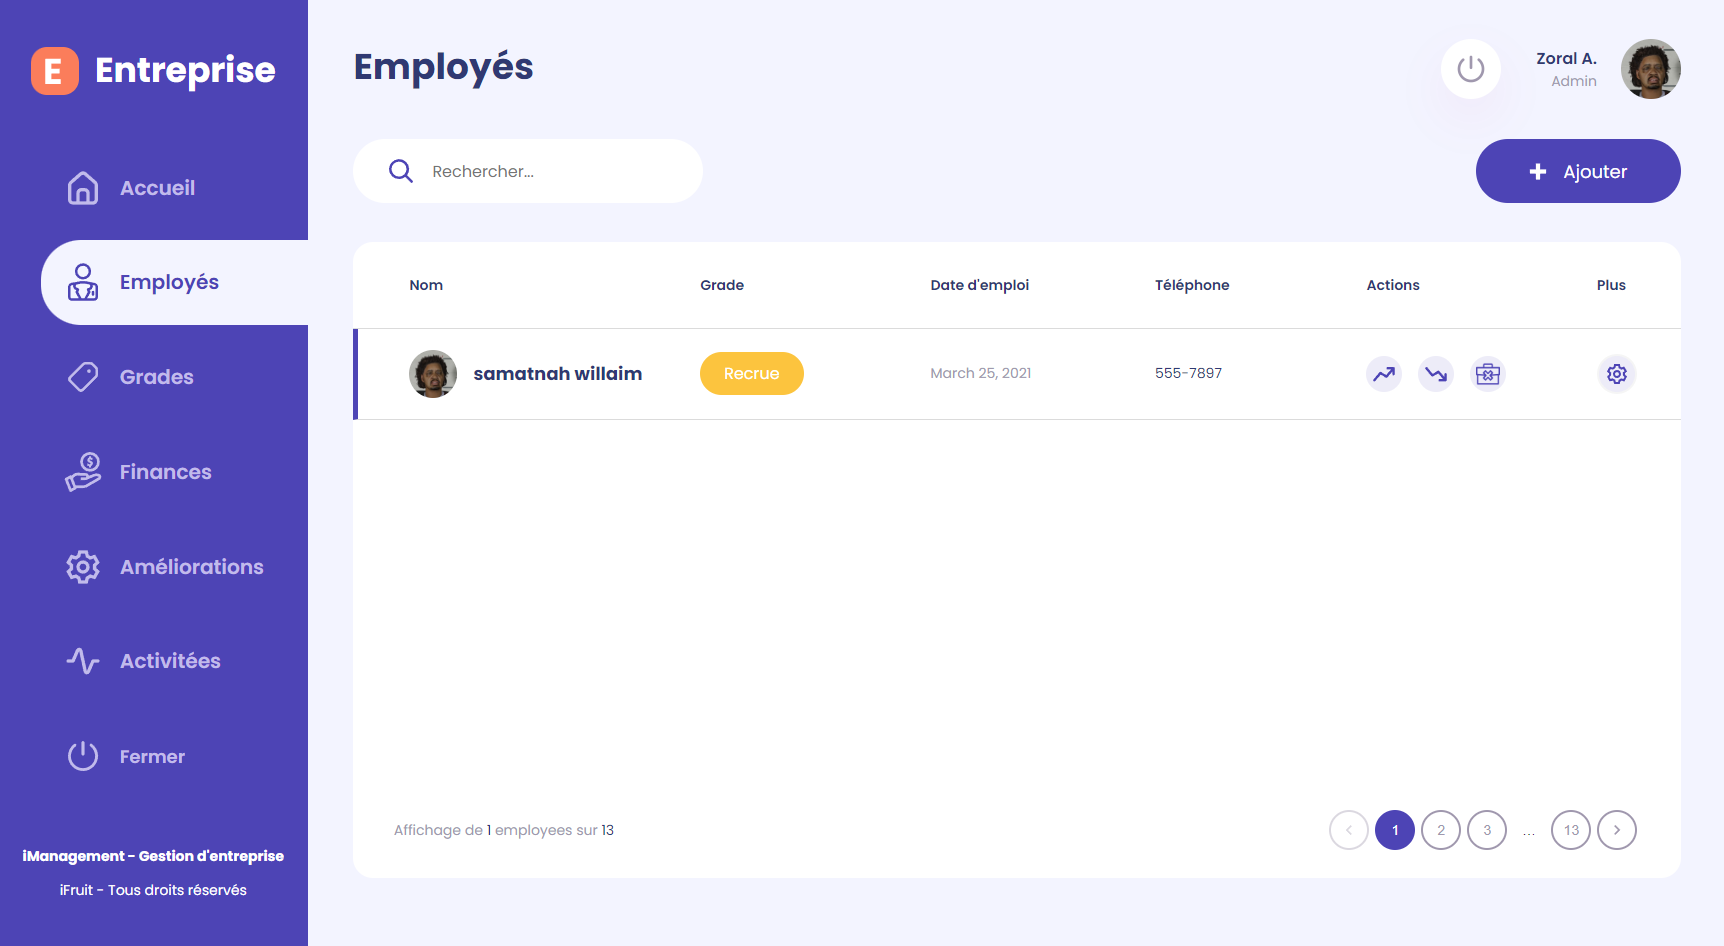 E Entreprise
Employés
Zoral A.
Admin
Rechercher...
Ajouter
Accueil
Employés
Grades
Finances
Améliorations
Activitées
Fermer
iManagement - Gestion d'entreprise
iFruit - Tous droits réservés
Nom Grade Date d'emploi Téléphone Actions Plus
samatnah willaim Recrue March 25, 2021 555-7897
Affichage de 1 employees sur 13
1 2 3 ... 13